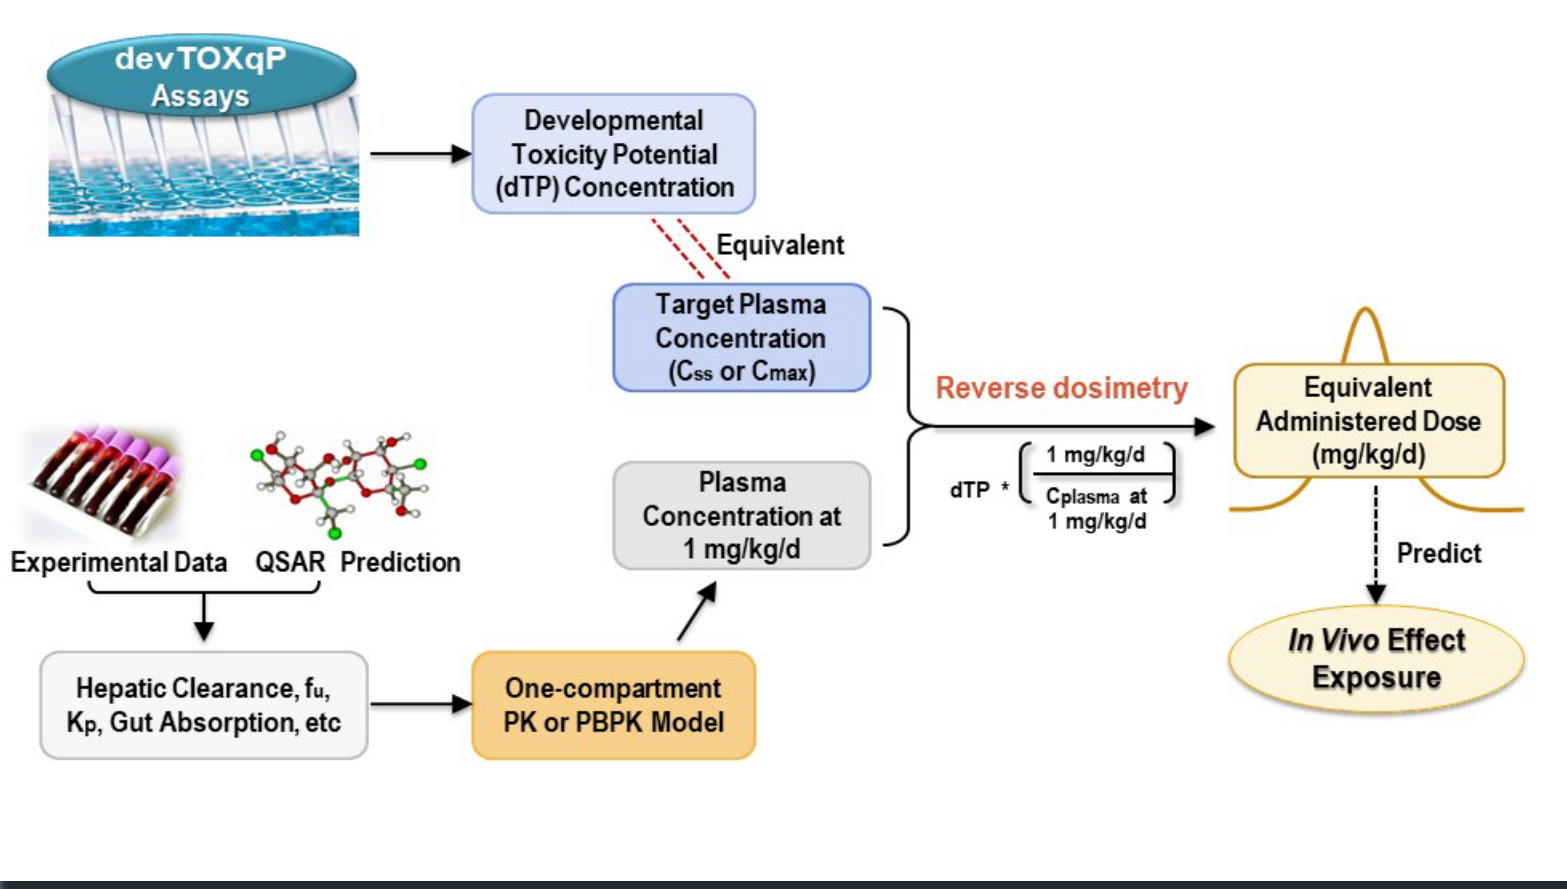 devTOXqP
Assays
Developmental
Toxicity Potential
(dTP) Concentration
Equivalent
Target Plasma
Concentration
(Css or Cmax)
Reverse dosimetry
dTP * ( 1 mg/kg/d
Cplasma at
1 mg/kg/d )
Equivalent
Administered Dose
(mg/kg/d)
Plasma
Concentration at
1 mg/kg/d
Experimental Data
QSAR Prediction
Predict
Hepatic Clearance, fu,
Kp, Gut Absorption, etc
One-compartment
PK or PBPK Model
In Vivo Effect
Exposure